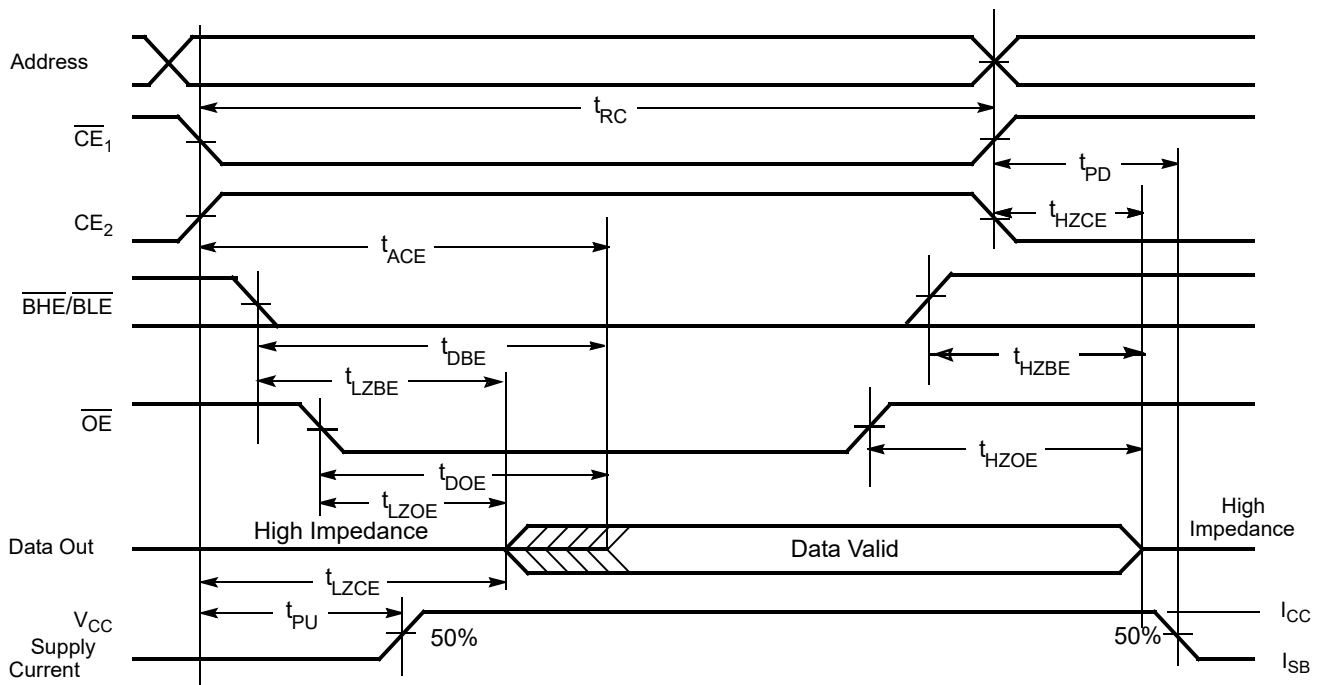 Address
tRC
CE1
tPD
CE2
tHZCE
tACE
BHE/BLE
tDBE
tHZBE
tLZBE
OE
tHZOE
tDOE
tLZOE
High Impedance
High
Impedance
Data Out
Data Valid
tLZCE
VCC
Supply
Current
tPU
50%
50%
ICC
ISB